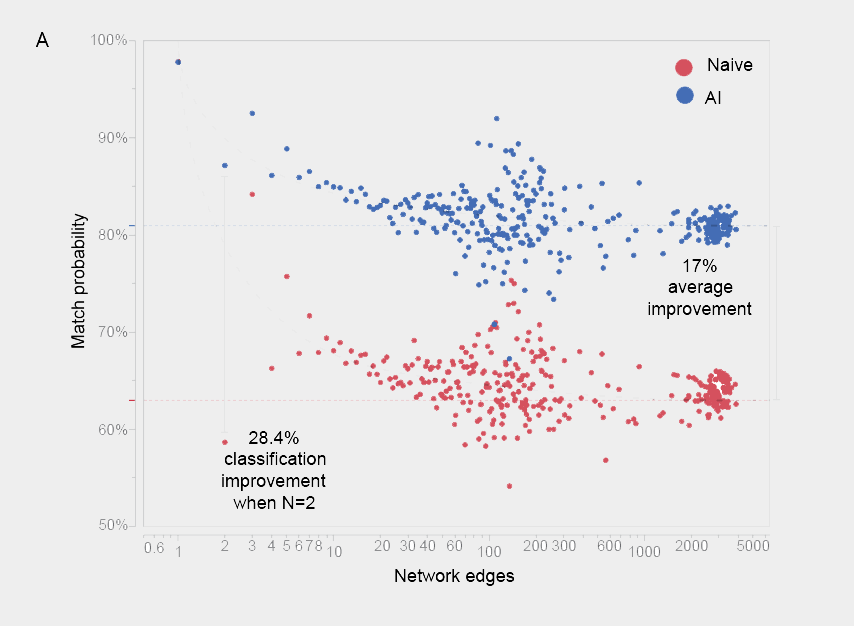 A
100%
90%
80%
70%
60%
50%
Match probability
Naive
AI
17%
average
improvement
28.4%
classification
improvement
when N=2
0.6 1 2 3 4 5 6 7 8 10 20 30 40 60 100 200 300 600 1000 2000 5000
Network edges